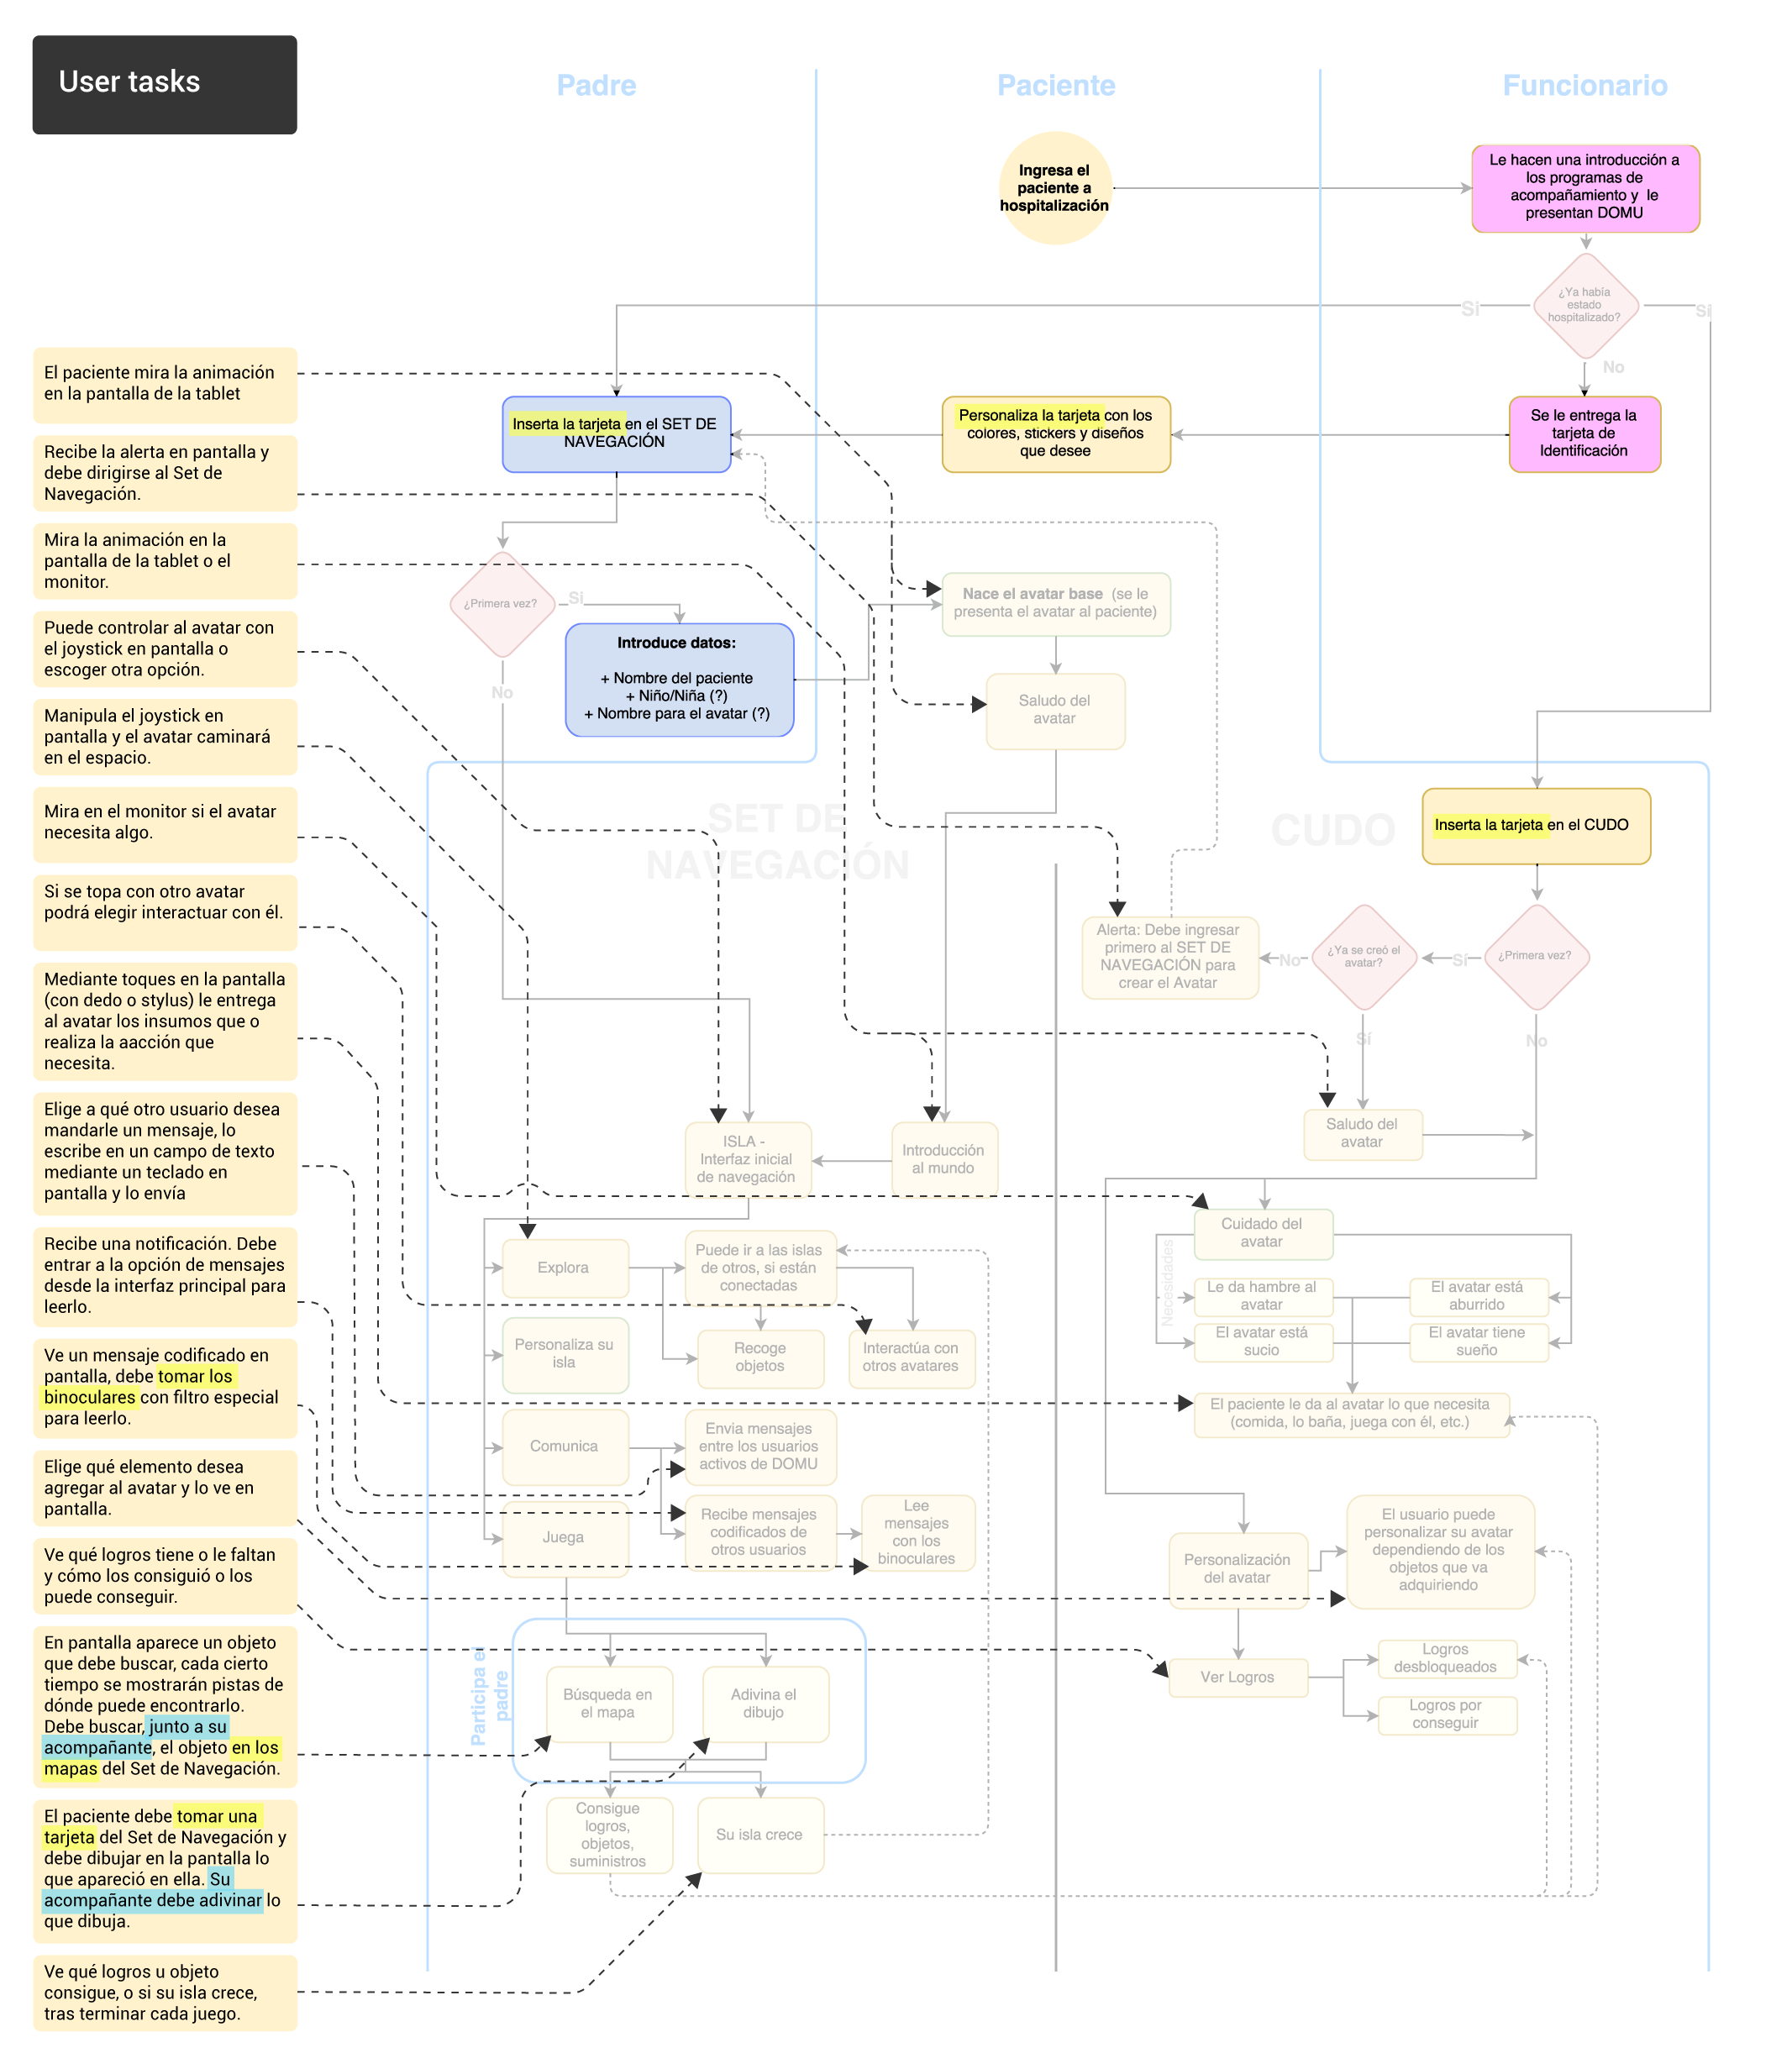 User tasks
Padre
Paciente
Funcionario
Ingresa el
paciente a
hospitalización
Le hacen una introducción a
los programas de
acompañamiento y le
presentan DOMU
¿Ya había
estado
hospitalizado?
Si
Si
No
El paciente mira la animación
en la pantalla de la tablet
Recibe la alerta en pantalla y
debe dirigirse al Set de
Navegación.
Mira la animación en la
pantalla de la tablet o el
monitor.
Puede controlar al avatar con
el joystick en pantalla o
escoger otra opción.
Manipula el joystick en
pantalla y el avatar caminará
en el espacio.
Mira en el monitor si el avatar
necesita algo.
Si se topa con otro avatar
podrá elegir interactuar con él.
Mediante toques en la pantalla
(con dedo o stylus) le entrega
al avatar los insumos que o
realiza la aacción que
necesita.
Elige a qué otro usuario desea
mandarle un mensaje, lo
escribe en un campo de texto
mediante un teclado en
pantalla y lo envía
Recibe una notificación. Debe
entrar a la opción de mensajes
desde la interfaz principal para
leerlo.
Ve un mensaje codificado en
pantalla, debe tomar los
binoculares con filtro especial
para leerlo.
Elige qué elemento desea
agregar al avatar y lo ve en
pantalla.
Ve qué logros tiene o le faltan
y cómo los consiguió o los
puede conseguir.
En pantalla aparece un objeto
que debe buscar, cada cierto
tiempo se mostrarán pistas de
dónde puede encontrarlo.
Debe buscar, junto a su
acompañante, el objeto en los
mapas del Set de Navegación.
El paciente debe tomar una
tarjeta del Set de Navegación y
debe dibujar en la pantalla lo
que apareció en ella. Su
acompañante debe adivinar lo
que dibuja.
Ve qué logros u objeto
consigue, o si su isla crece,
tras terminar cada juego.
Inserta la tarjeta en el SET DE
NAVEGACIÓN
Personaliza la tarjeta con los
colores, stickers y diseños
que desee
Se le entrega la
tarjeta de
Identificación
¿Primera vez?
Si
No
Introduce datos:
+ Nombre del paciente
+ Niño/Niña (?)
+ Nombre para el avatar (?)
Nace el avatar base (se le
presenta el avatar al paciente)
Saludo del
avatar
SET DE
NAVEGACIÓN
CUDO
Inserta la tarjeta en el CUDO
Alerta: Debe ingresar
primero al SET DE
NAVEGACIÓN para
crear el Avatar
No
¿Ya se creó el
avatar?
Sí
¿Primera vez?
Sí
No
Saludo del
avatar
ISLA -
Interfaz inicial
de navegación
Introducción
al mundo
Cuidado del
avatar
Necesidades
Le da hambre al
avatar
El avatar está
aburrido
El avatar está
sucio
El avatar tiene
sueño
El paciente le da al avatar lo que necesita
(comida, lo baña, juega con él, etc.)
Explora
Puede ir a las islas
de otros, si están
conectadas
Personaliza su
isla
Recoge
objetos
Interactúa con
otros avatares
Comunica
Envia mensajes
entre los usuarios
activos de DOMU
Juega
Recibe mensajes
codificados de
otros usuarios
Lee
mensajes
con los
binoculares
Personalización
del avatar
El usuario puede
personalizar su avatar
dependiendo de los
objetos que va
adquiriendo
Ver Logros
Logros
desbloqueados
Logros por
conseguir
Participa el
padre
Búsqueda en
el mapa
Adivina el
dibujo
Consigue
logros,
objetos,
suministros
Su isla crece